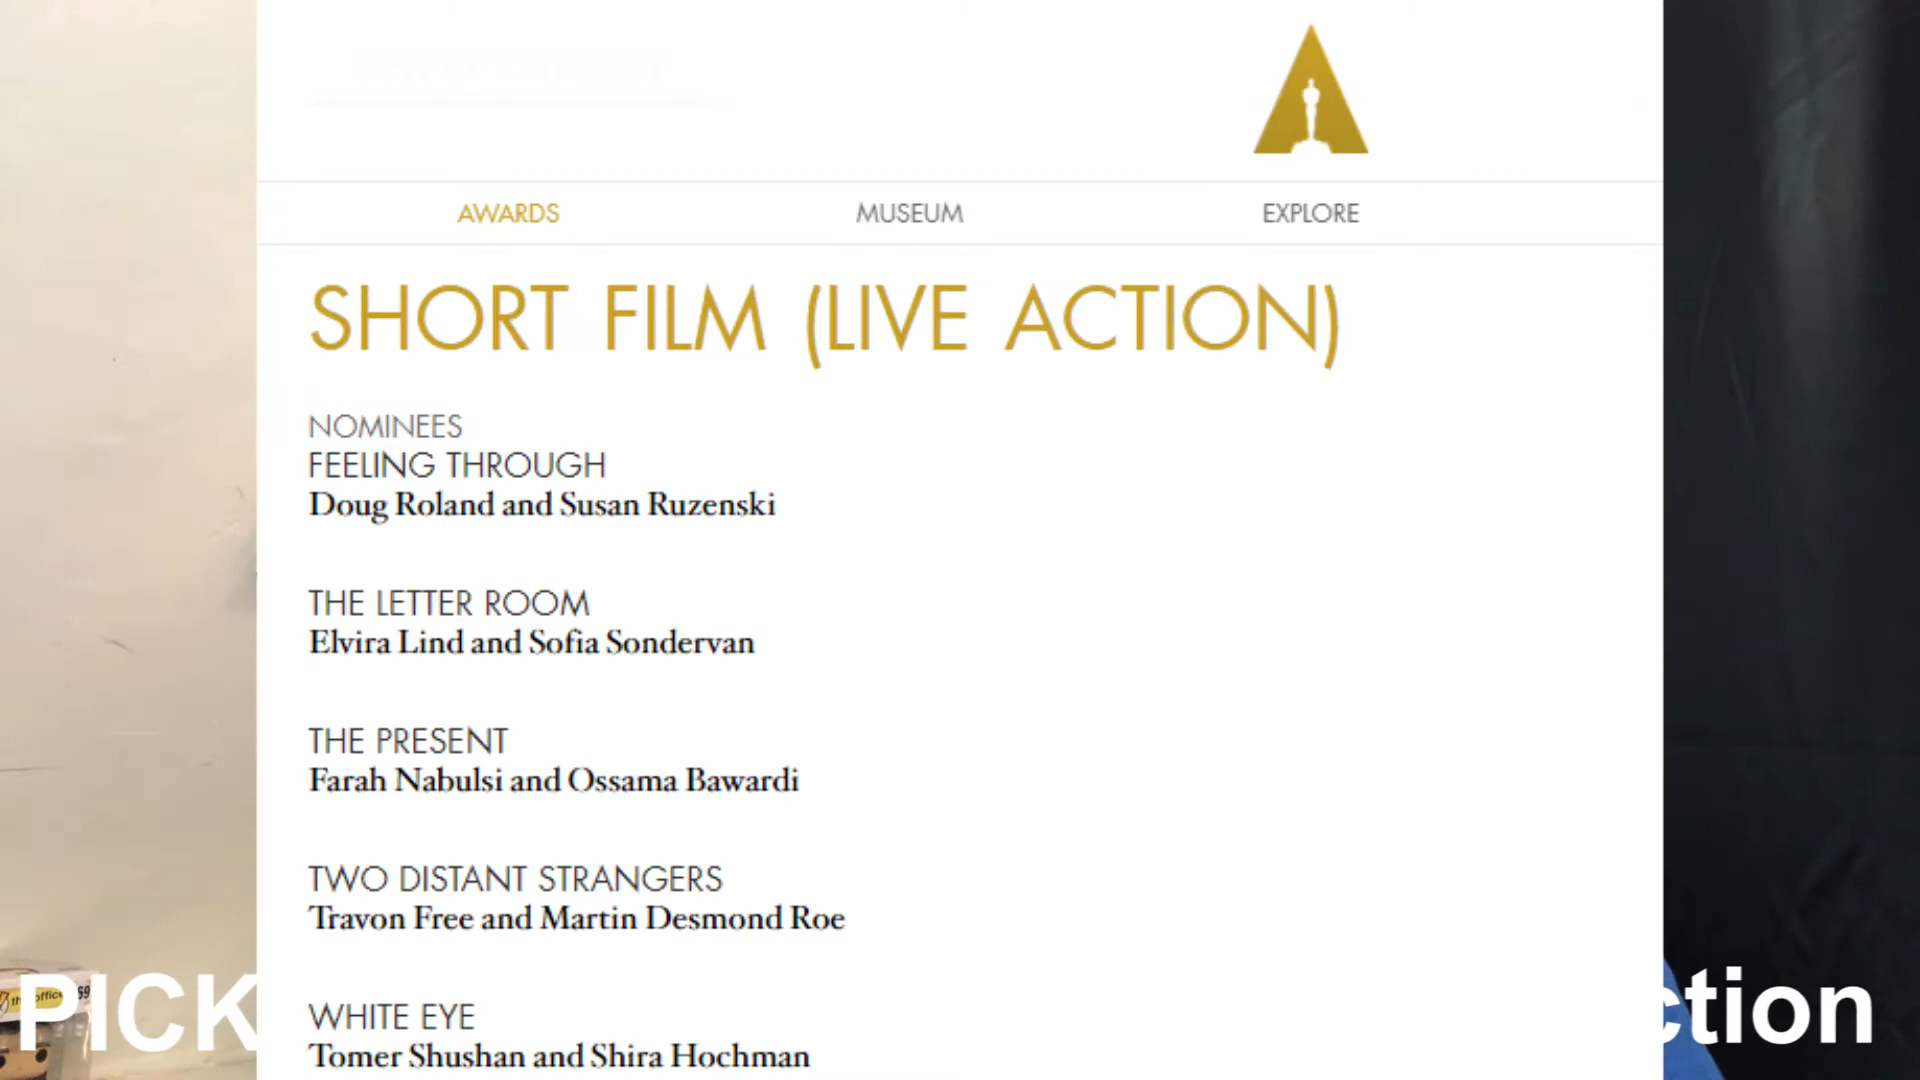 AWARDS MUSEUM EXPLORE
SHORT FILM (LIVE ACTION)
NOMINEES
FEELING THROUGH
Doug Roland and Susan Ruzenski
THE LETTER ROOM
Elvira Lind and Sofia Sondervan
THE PRESENT
Farah Nabulsi and Ossama Bawardi
TWO DISTANT STRANGERS
Travon Free and Martin Desmond Roe
WHITE EYE
Tomer Shushan and Shira Hochman
PICK ction